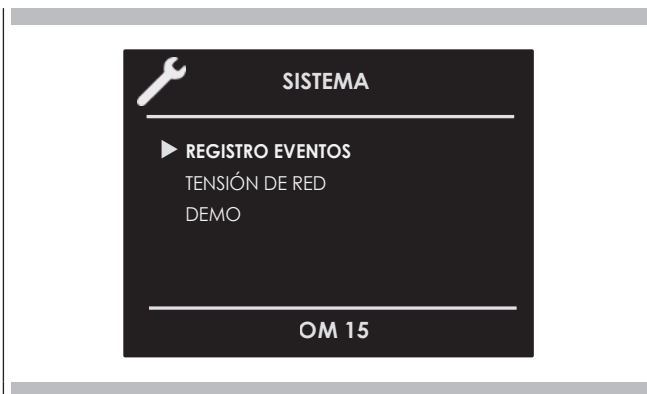 SISTEMA
REGISTRO EVENTOS
TENSIÓN DE RED
DEMO
OM 15